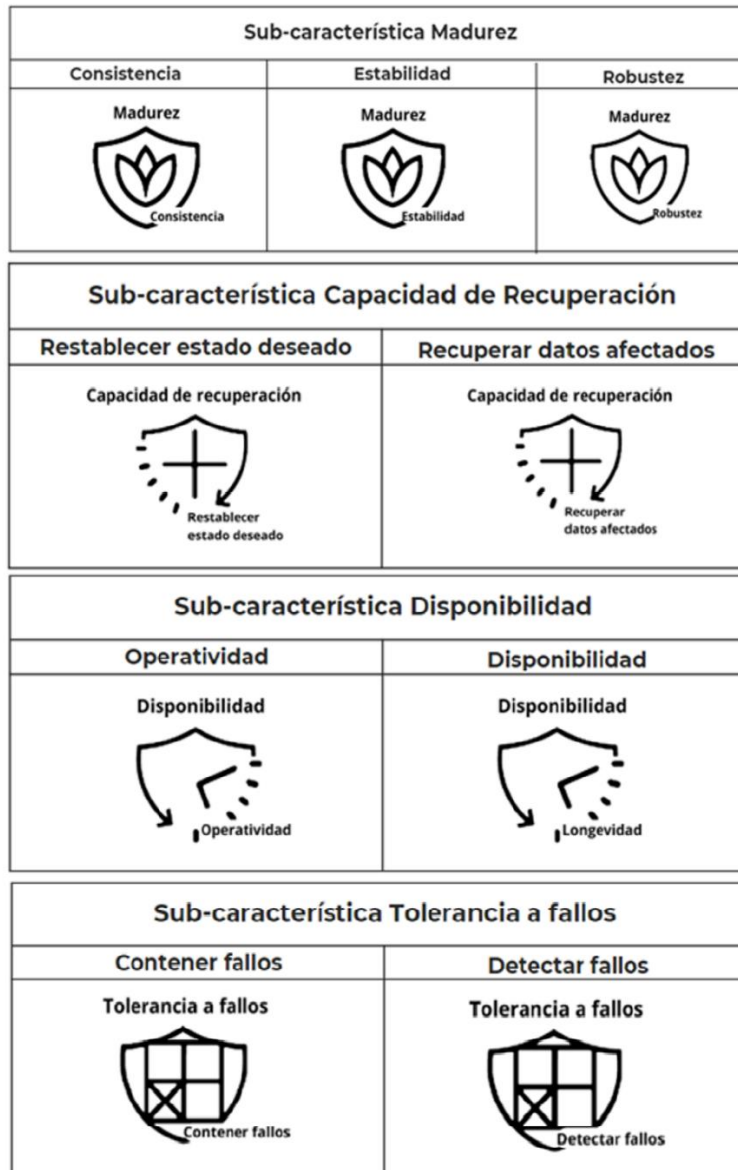 Sub-característica Madurez
Consistencia Estabilidad Robustez
Madurez Madurez Madurez
Consistencia Estabilidad Robustez
Sub-característica Capacidad de Recuperación
Restablecer estado deseado Recuperar datos afectados
Capacidad de recuperación Capacidad de recuperación
Restablecer Recuperar
estado deseado datos afectados
Sub-característica Disponibilidad
Operatividad Disponibilidad
Disponibilidad Disponibilidad
Operatividad Longevidad
Sub-característica Tolerancia a fallos
Contener fallos Detectar fallos
Tolerancia a fallos Tolerancia a fallos
Contener fallos Detectar fallos